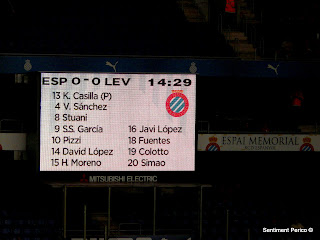 ESP 0-0 LEV 14:29
13 K. Casilla (P)
4 V. Sánchez
8 Stuani
9 S.S. García 16 Javi López
10 Pizzi 18 Fuentes
14 David López 19 Colotto
15 H. Moreno 20 Simao
MITSUBISHI ELECTRIC
ESPAI MEMORIAL
Sentiment Perico ©